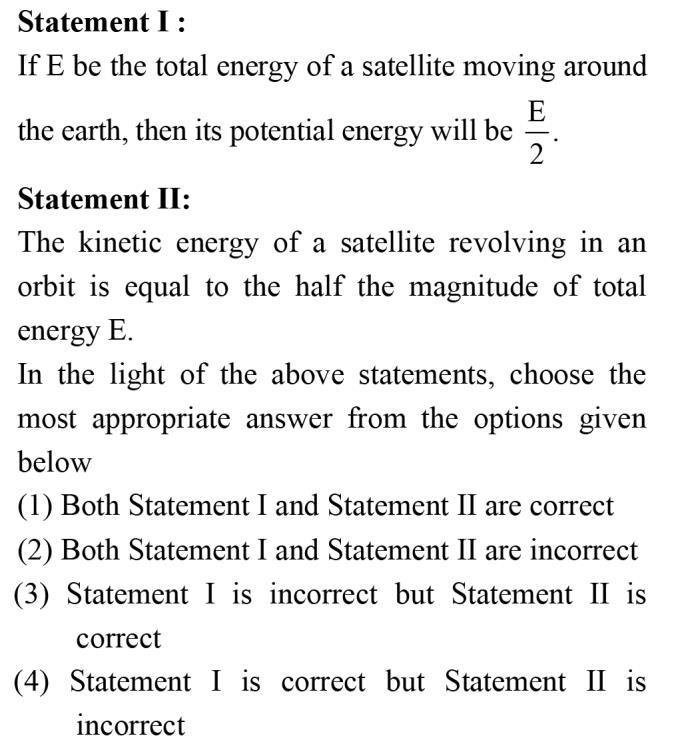 Statement I :
If E be the total energy of a satellite moving around
the earth, then its potential energy will be E/2.
Statement II:
The kinetic energy of a satellite revolving in an
orbit is equal to the half the magnitude of total
energy E.
In the light of the above statements, choose the
most appropriate answer from the options given
below
(1) Both Statement I and Statement II are correct
(2) Both Statement I and Statement II are incorrect
(3) Statement I is incorrect but Statement II is
correct
(4) Statement I is correct but Statement II is
incorrect